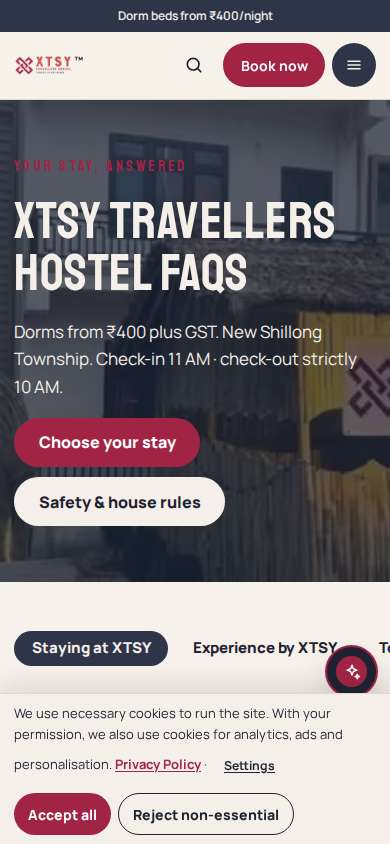 Dorm beds from ₹400/night
XTSY™
Book now
YOUR STAY, ANSWERED
XTSY TRAVELLERS
HOSTEL FAQS
Dorms from ₹400 plus GST. New Shillong
Township. Check-in 11 AM · check-out strictly
10 AM.
Choose your stay
Safety & house rules
Staying at XTSY
Experience by XTSY
We use necessary cookies to run the site. With your
permission, we also use cookies for analytics, ads and
personalisation. Privacy Policy · Settings
Accept all
Reject non-essential